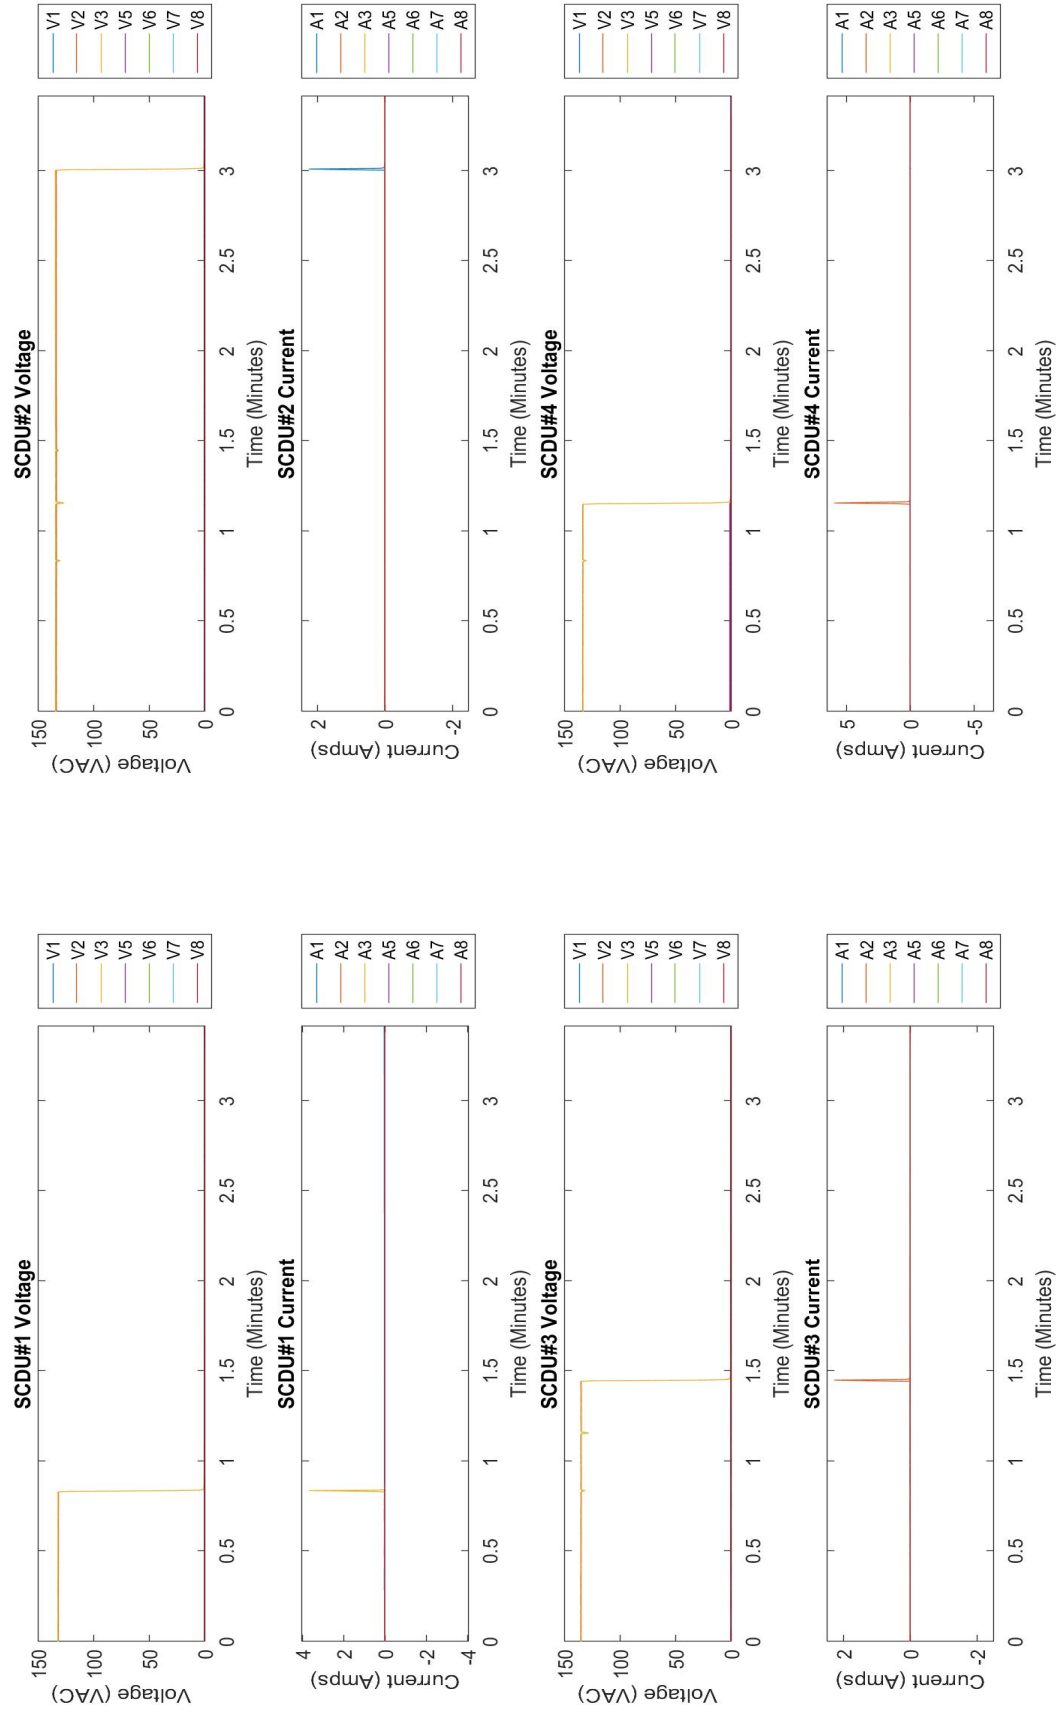 SCDU#1 Voltage
150
100
50
0
Voltage (VAC)
0
0.5
1
1.5
2
2.5
3
Time (Minutes)
V1
V2
V3
V5
V6
V7
V8
SCDU#1 Current
4
2
0
-2
-4
Current (Amps)
0
0.5
1
1.5
2
2.5
3
Time (Minutes)
A1
A2
A3
A5
A6
A7
A8
SCDU#3 Voltage
150
100
50
0
Voltage (VAC)
0
0.5
1
1.5
2
2.5
3
Time (Minutes)
V1
V2
V3
V5
V6
V7
V8
SCDU#3 Current
2
0
-2
Current (Amps)
0
0.5
1
1.5
2
2.5
3
Time (Minutes)
A1
A2
A3
A5
A6
A7
A8
SCDU#2 Voltage
150
100
50
0
Voltage (VAC)
0
0.5
1
1.5
2
2.5
3
Time (Minutes)
V1
V2
V3
V5
V6
V7
V8
SCDU#2 Current
2
0
-2
Current (Amps)
0
0.5
1
1.5
2
2.5
3
Time (Minutes)
A1
A2
A3
A5
A6
A7
A8
SCDU#4 Voltage
150
100
50
0
Voltage (VAC)
0
0.5
1
1.5
2
2.5
3
Time (Minutes)
V1
V2
V3
V5
V6
V7
V8
SCDU#4 Current
5
0
-5
Current (Amps)
0
0.5
1
1.5
2
2.5
3
Time (Minutes)
A1
A2
A3
A5
A6
A7
A8